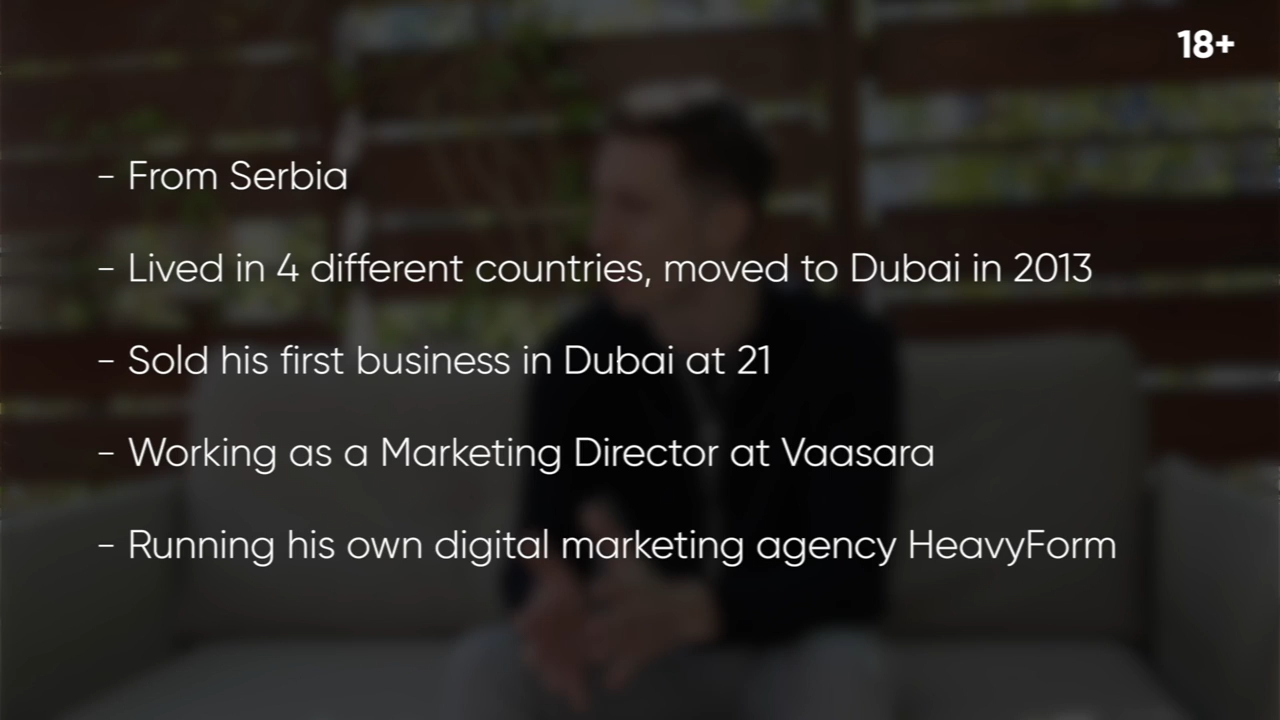 18+
- From Serbia
- Lived in 4 different countries, moved to Dubai in 2013
- Sold his first business in Dubai at 21
- Working as a Marketing Director at Vaasara
- Running his own digital marketing agency HeavyForm